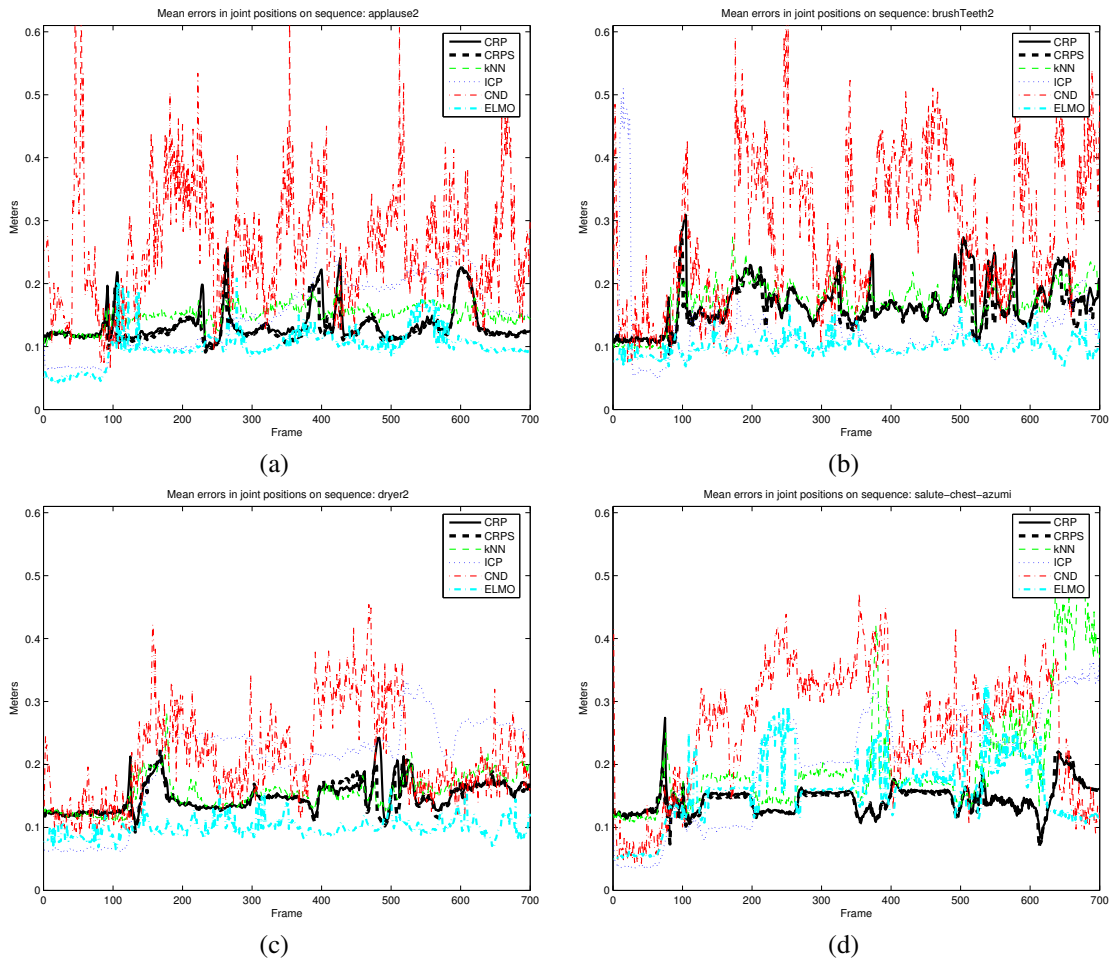 Mean errors in joint positions on sequence: applause2
0.6
0.5
0.4
0.3
0.2
0.1
0
Meters
0 100 200 300 400 500 600 700
Frame
CRP
CRPS
kNN
ICP
CND
ELMO
(a)
Mean errors in joint positions on sequence: brushTeeth2
0.6
0.5
0.4
0.3
0.2
0.1
0
Meters
0 100 200 300 400 500 600 700
Frame
CRP
CRPS
kNN
ICP
CND
ELMO
(b)
Mean errors in joint positions on sequence: dryer2
0.6
0.5
0.4
0.3
0.2
0.1
0
Meters
0 100 200 300 400 500 600 700
Frame
CRP
CRPS
kNN
ICP
CND
ELMO
(c)
Mean errors in joint positions on sequence: salute−chest−azumi
0.6
0.5
0.4
0.3
0.2
0.1
0
Meters
0 100 200 300 400 500 600 700
Frame
CRP
CRPS
kNN
ICP
CND
ELMO
(d)